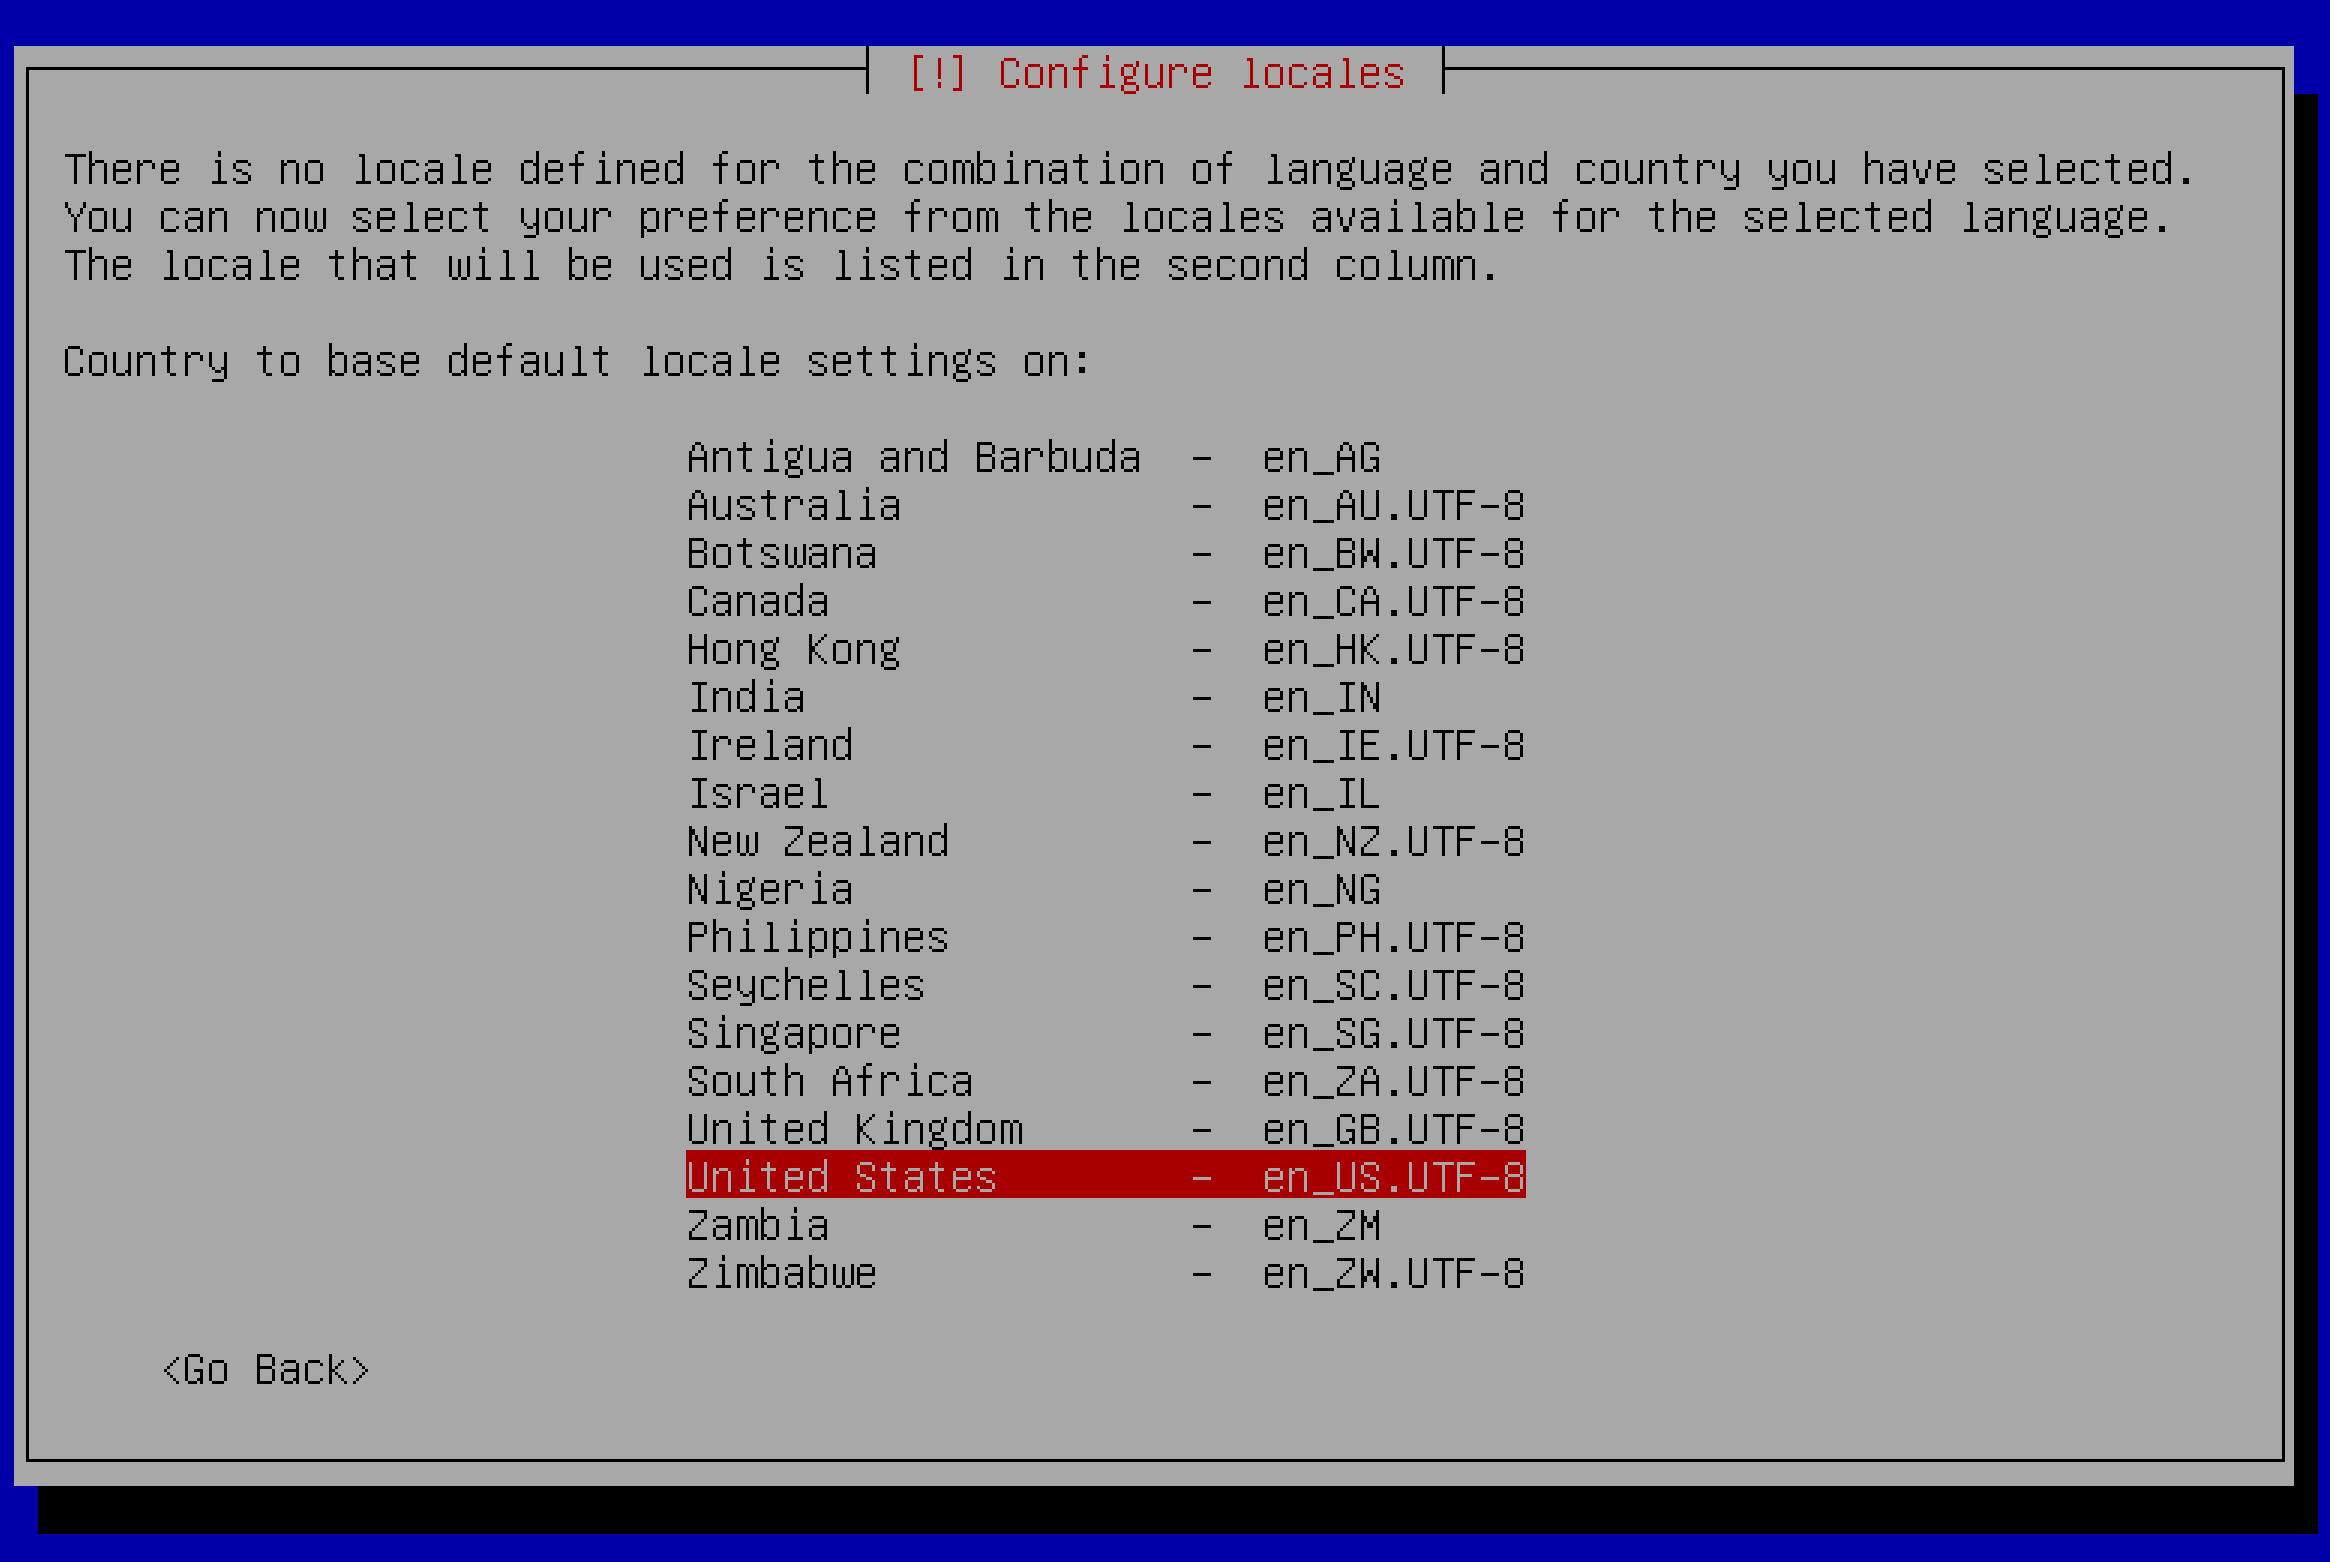 [!] Configure locales
There is no locale defined for the combination of language and country you have selected.
You can now select your preference from the locales available for the selected language.
The locale that will be used is listed in the second column.
Country to base default locale settings on:
Antigua and Barbuda - en_AG
Australia - en_AU.UTF-8
Botswana - en_BW.UTF-8
Canada - en_CA.UTF-8
Hong Kong - en_HK.UTF-8
India - en_IN
Ireland - en_IE.UTF-8
Israel - en_IL
New Zealand - en_NZ.UTF-8
Nigeria - en_NG
Philippines - en_PH.UTF-8
Seychelles - en_SC.UTF-8
Singapore - en_SG.UTF-8
South Africa - en_ZA.UTF-8
United Kingdom - en_GB.UTF-8
United States - en_US.UTF-8
Zambia - en_ZM
Zimbabwe - en_ZW.UTF-8
<Go Back>